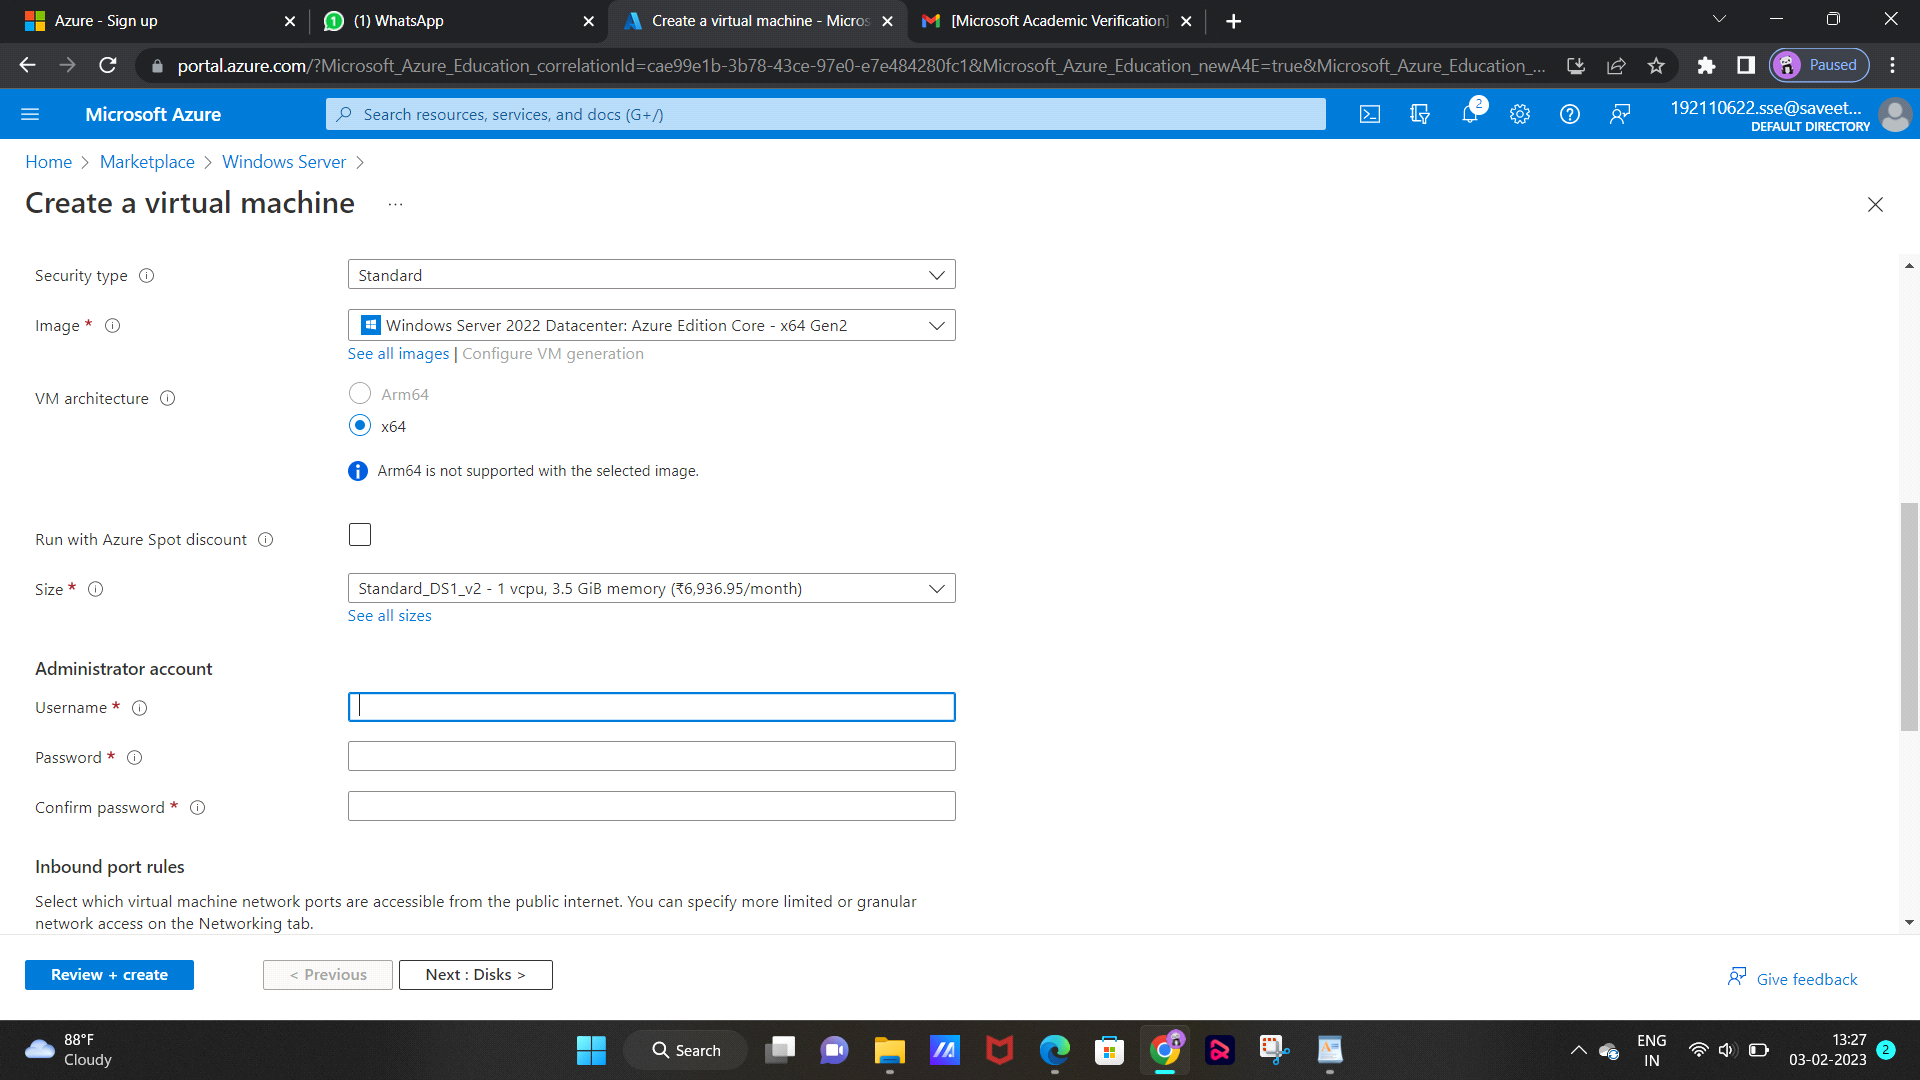 Azure - Sign up
(1) WhatsApp
Create a virtual machine - Micros
[Microsoft Academic Verification]
portal.azure.com/?Microsoft_Azure_Education_correlationId=cae99e1b-3b78-43ce-97e0-e7e484280fc1&Microsoft_Azure_Education_newA4E=true&Microsoft_Azure_Education_...
Paused
Microsoft Azure
Search resources, services, and docs (G+/)
2
192110622.sse@saveet...
DEFAULT DIRECTORY
Home > Marketplace > Windows Server >
Create a virtual machine ...
Security type
Standard
Image *
Windows Server 2022 Datacenter: Azure Edition Core - x64 Gen2
See all images | Configure VM generation
VM architecture
Arm64
x64
Arm64 is not supported with the selected image.
Run with Azure Spot discount
Size *
Standard_DS1_v2 - 1 vcpu, 3.5 GiB memory (₹6,936.95/month)
See all sizes
Administrator account
Username *
Password *
Confirm password *
Inbound port rules
Select which virtual machine network ports are accessible from the public internet. You can specify more limited or granular
network access on the Networking tab.
Review + create
< Previous
Next : Disks >
Give feedback
88°F
Cloudy
Search
ENG
IN
13:27
03-02-2023
2